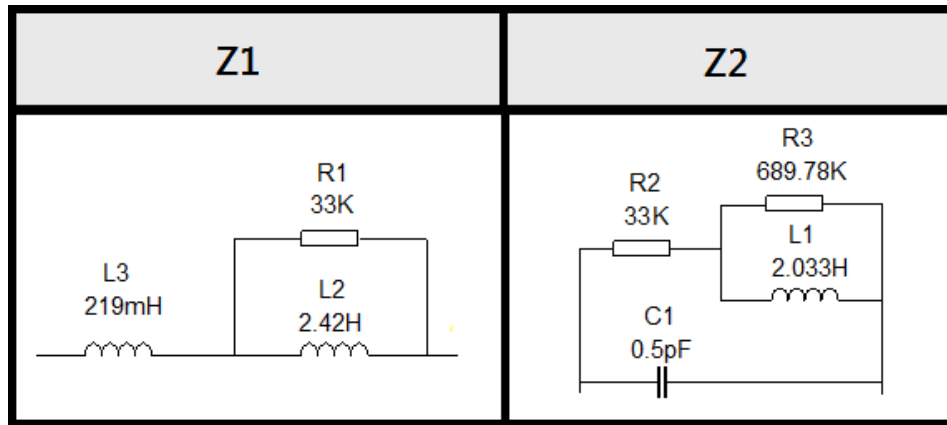 Z1
Z2
R1
33K
L3
219mH
L2
2.42H
R3
689.78K
R2
33K
L1
2.033H
C1
0.5pF